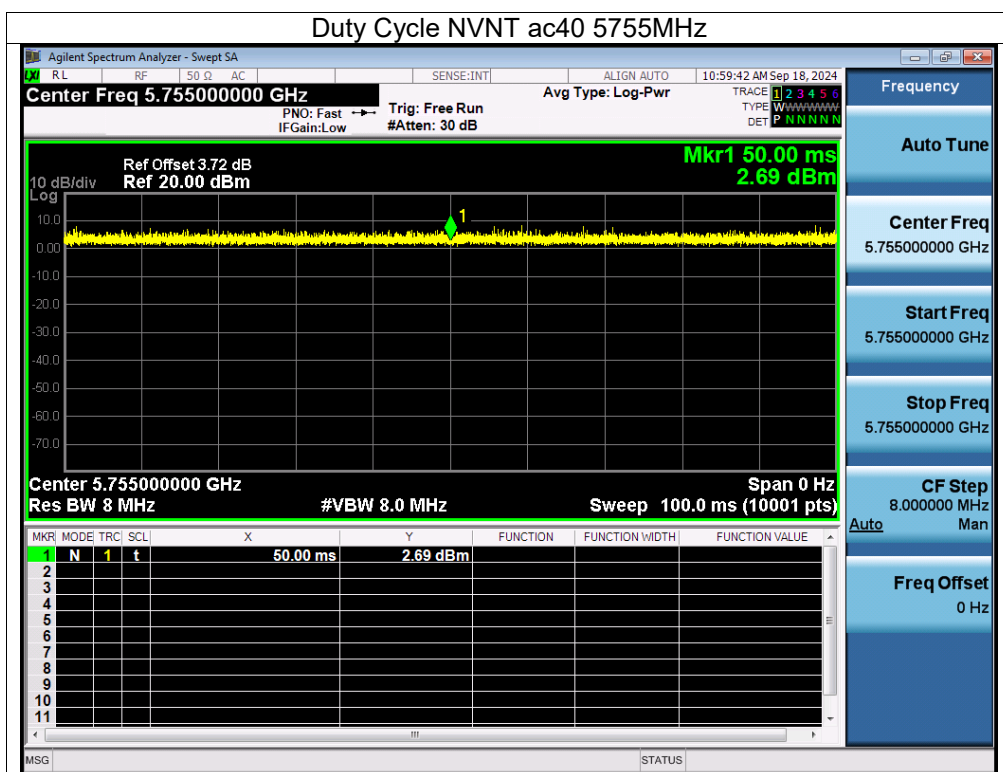 Duty Cycle NVNT ac40 5755MHz
Agilent Spectrum Analyzer - Swept SA
LXI RL RF 50 Ω AC SENSE:INT ALIGN AUTO 10:59:42 AM Sep 18, 2024
Center Freq 5.755000000 GHz
PNO: Fast
IFGain:Low
Trig: Free Run
#Atten: 30 dB
Avg Type: Log-Pwr
TRACE 1 2 3 4 5 6
TYPE WWWWWW
DET P NNNNN
Mkr1 50.00 ms
2.69 dBm
Ref Offset 3.72 dB
10 dB/div Ref 20.00 dBm
Log
10.0
0.00
-10.0
-20.0
-30.0
-40.0
-50.0
-60.0
-70.0
1
Center 5.755000000 GHz Span 0 Hz
Res BW 8 MHz #VBW 8.0 MHz Sweep 100.0 ms (10001 pts)
MKR MODE TRC SCL X Y FUNCTION FUNCTION WIDTH FUNCTION VALUE
1 N 1 t 50.00 ms 2.69 dBm
2
3
4
5
6
7
8
9
10
11
MSG STATUS
Frequency
Auto Tune
Center Freq
5.755000000 GHz
Start Freq
5.755000000 GHz
Stop Freq
5.755000000 GHz
CF Step
8.000000 MHz
Auto Man
Freq Offset
0 Hz